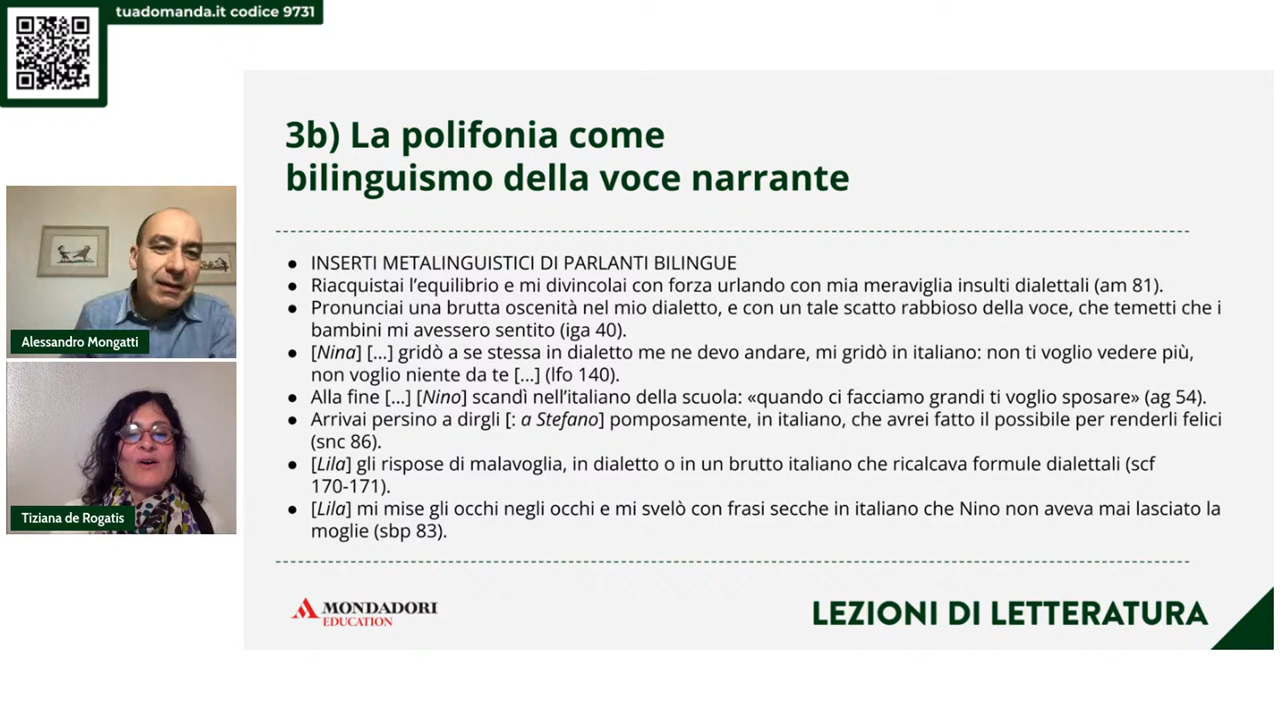 tuadomanda.it codice 9731
3b) La polifonia come
bilinguismo della voce narrante
● INSERTI METALINGUISTICI DI PARLANTI BILINGUE
● Riacquistai l'equilibrio e mi divincolai con forza urlando con mia meraviglia insulti dialettali (am 81).
● Pronunciai una brutta oscenità nel mio dialetto, e con un tale scatto rabbioso della voce, che temetti che i
bambini mi avessero sentito (iga 40).
● [Nina] [...] gridò a se stessa in dialetto me ne devo andare, mi gridò in italiano: non ti voglio vedere più,
non voglio niente da te [...] (lfo 140).
● Alla fine [...] [Nino] scandì nell'italiano della scuola: «quando ci facciamo grandi ti voglio sposare» (ag 54).
● Arrivai persino a dirgli [: a Stefano] pomposamente, in italiano, che avrei fatto il possibile per renderli felici
(snc 86).
● [Lila] gli rispose di malavoglia, in dialetto o in un brutto italiano che ricalcava formule dialettali (scf
170-171).
● [Lila] mi mise gli occhi negli occhi e mi svelò con frasi secche in italiano che Nino non aveva mai lasciato la
moglie (sbp 83).
Alessandro Mongatti
Tiziana de Rogatis
MONDADORI
EDUCATION
LEZIONI DI LETTERATURA